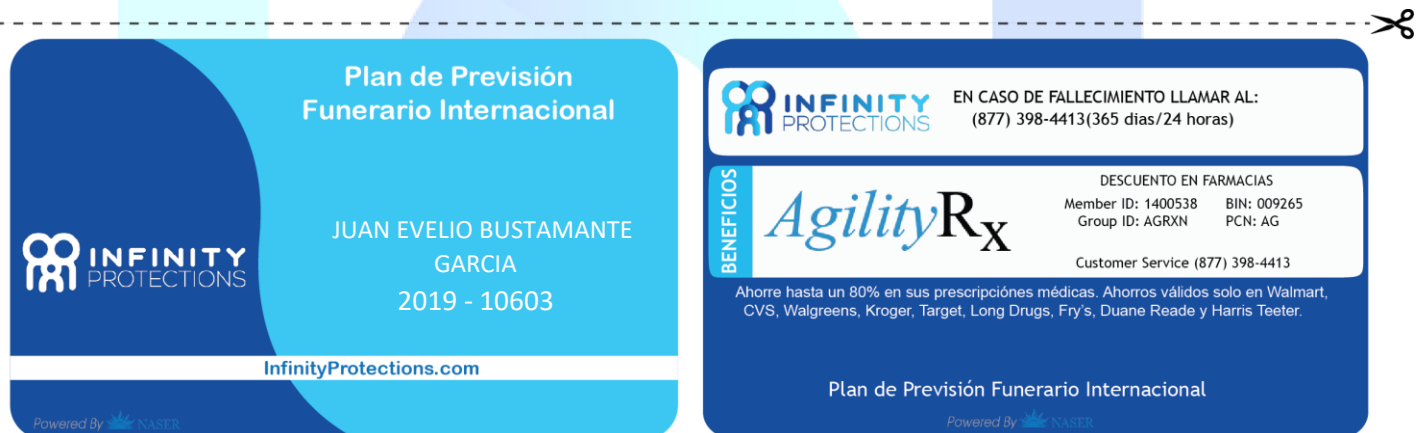 Plan de Previsión
Funerario Internacional
JUAN EVELIO BUSTAMANTE
GARCIA
2019 - 10603
INFINITY
PROTECTIONS
InfinityProtections.com
Powered By NASER
INFINITY
PROTECTIONS
EN CASO DE FALLECIMIENTO LLAMAR AL:
(877) 398-4413(365 dias/24 horas)
BENEFICIOS
AgilityRx
DESCUENTO EN FARMACIAS
Member ID: 1400538 BIN: 009265
Group ID: AGRXN PCN: AG
Customer Service (877) 398-4413
Ahorre hasta un 80% en sus prescripciónes médicas. Ahorros válidos solo en Walmart,
CVS, Walgreens, Kroger, Target, Long Drugs, Fry's, Duane Reade y Harris Teeter.
Plan de Previsión Funerario Internacional
Powered By NASER